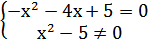 −x² − 4x + 5 = 0
x² − 5 ≠ 0